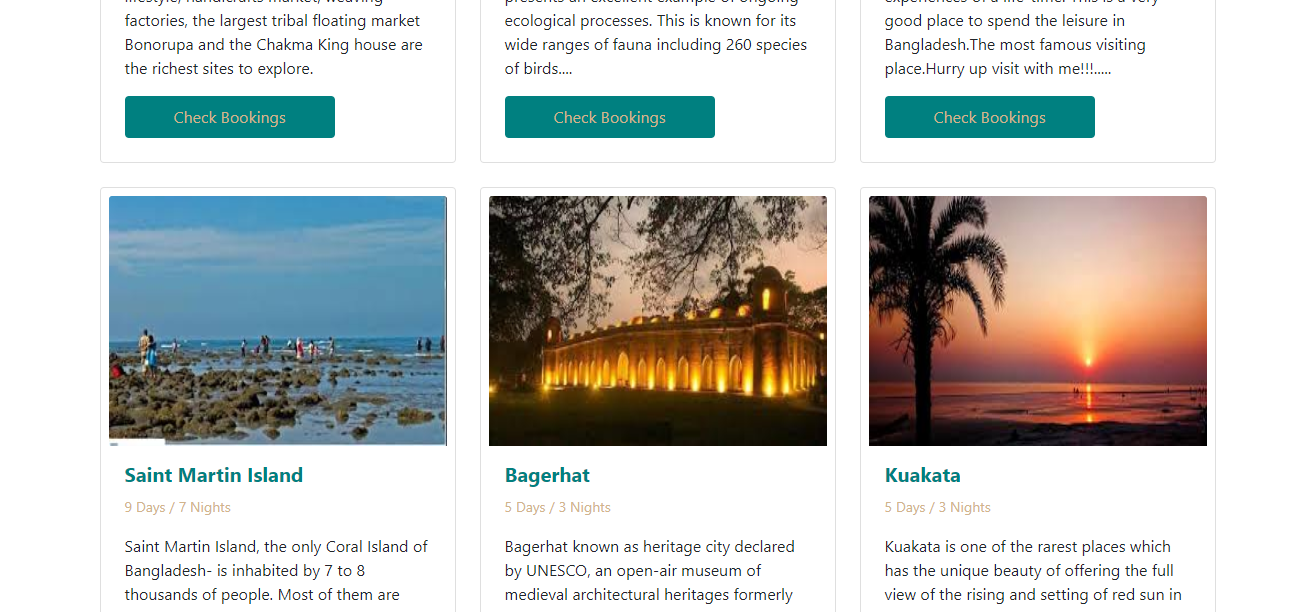 factories, the largest tribal floating market
Bonorupa and the Chakma King house are
the richest sites to explore.
Check Bookings
ecological processes. This is known for its
wide ranges of fauna including 260 species
of birds....
Check Bookings
good place to spend the leisure in
Bangladesh.The most famous visiting
place.Hurry up visit with me!!!.....
Check Bookings
Saint Martin Island
9 Days / 7 Nights
Saint Martin Island, the only Coral Island of
Bangladesh- is inhabited by 7 to 8
thousands of people. Most of them are
Bagerhat
5 Days / 3 Nights
Bagerhat known as heritage city declared
by UNESCO, an open-air museum of
medieval architectural heritages formerly
Kuakata
5 Days / 3 Nights
Kuakata is one of the rarest places which
has the unique beauty of offering the full
view of the rising and setting of red sun in